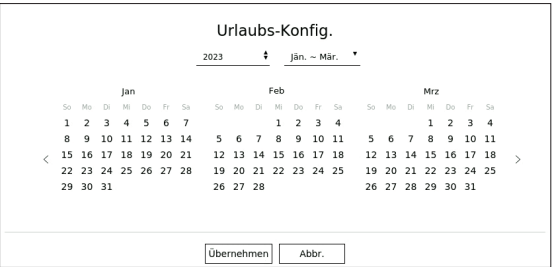 Urlaubs-Konfig.
2023 Jän. ~ Mär.
Jan Feb Mrz
So Mo Di Mi Do Fr Sa So Mo Di Mi Do Fr Sa So Mo Di Mi Do Fr Sa
1 2 3 4 5 6 7 1 2 3 4 1 2 3 4
8 9 10 11 12 13 14 5 6 7 8 9 10 11 5 6 7 8 9 10 11
15 16 17 18 19 20 21 12 13 14 15 16 17 18 12 13 14 15 16 17 18
22 23 24 25 26 27 28 19 20 21 22 23 24 25 19 20 21 22 23 24 25
29 30 31 26 27 28 26 27 28 29 30 31
Übernehmen Abbr.